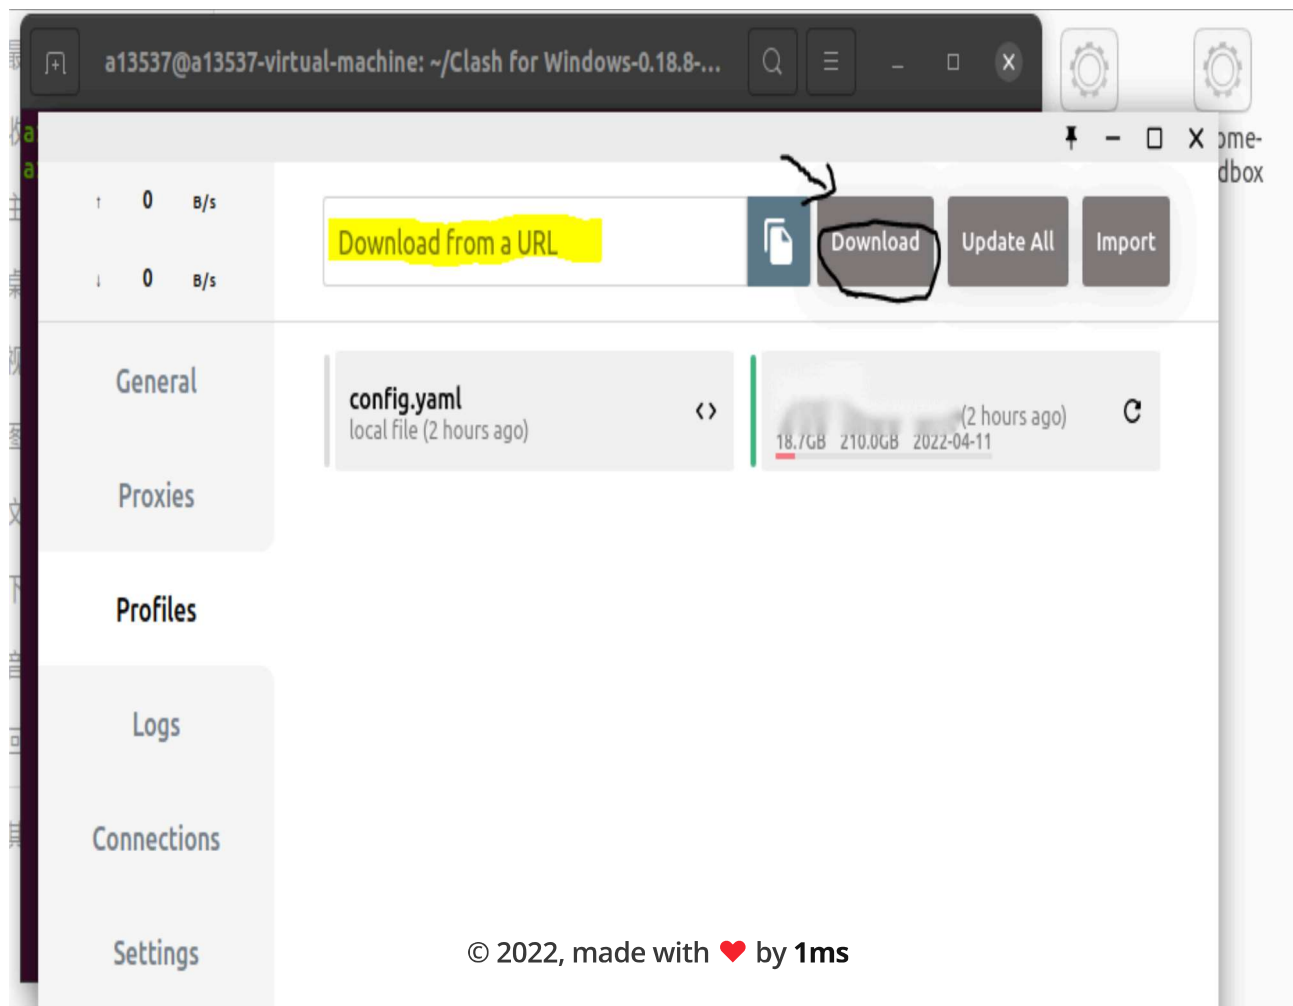 a13537@a13537-virtual-machine: ~/Clash for Windows-0.18.8-...
ome-
dbox
↑ 0 B/s
↓ 0 B/s
Download from a URL
Download
Update All
Import
General
Proxies
Profiles
Logs
Connections
Settings
config.yaml
local file (2 hours ago)
<>
(2 hours ago)
18.7GB 210.0GB 2022-04-11
© 2022, made with ❤ by 1ms